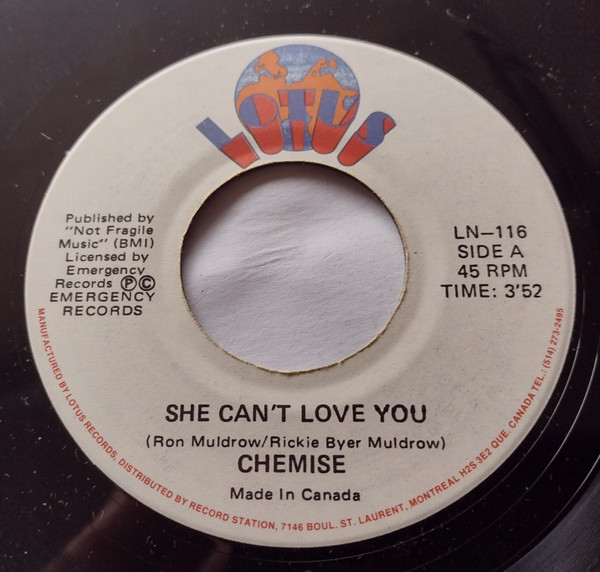 LOTUS
Published by
"Not Fragile
Music" (BMI)
Licensed by
Emergency
Records ⓅⒸ
EMERGENCY
RECORDS
LN-116
SIDE A
45 RPM
TIME: 3'52
SHE CAN'T LOVE YOU
(Ron Muldrow/Rickie Byer Muldrow)
CHEMISE
Made In Canada
MANUFACTURED BY LOTUS RECORDS, DISTRIBUTED BY RECORD STATION, 7146 BOUL. ST. LAURENT, MONTREAL H2S 3E2 QUE. CANADA TEL.: (514) 273-2495